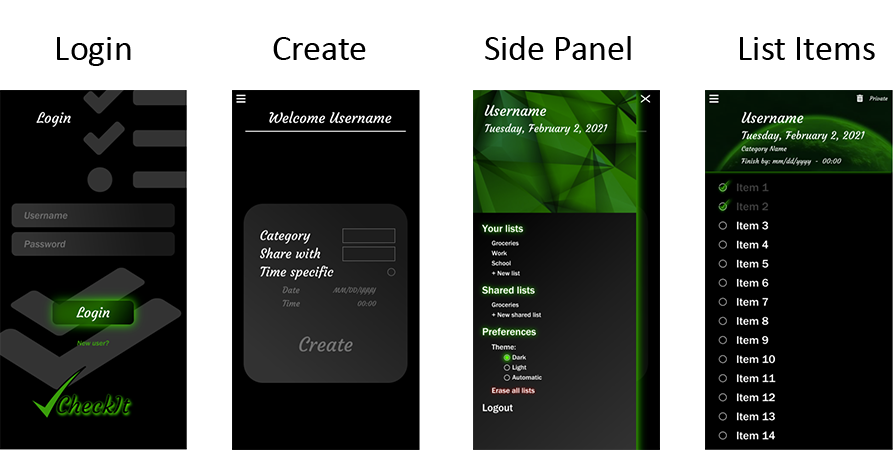 Login
Create
Side Panel
List Items
Login
Username
Password
Login
New user?
CheckIt
Welcome Username
Category
Share with
Time specific
Date MM/DD/yyyy
Time 00:00
Create
Username
Tuesday, February 2, 2021
Your lists
Groceries
Work
School
+ New list
Shared lists
Groceries
+ New shared list
Preferences
Theme:
Dark
Light
Automatic
Erase all lists
Logout
Private
Username
Tuesday, February 2, 2021
Category Name
Finish by: mm/dd/yyyy - 00:00
Item 1
Item 2
Item 3
Item 4
Item 5
Item 6
Item 7
Item 8
Item 9
Item 10
Item 11
Item 12
Item 13
Item 14